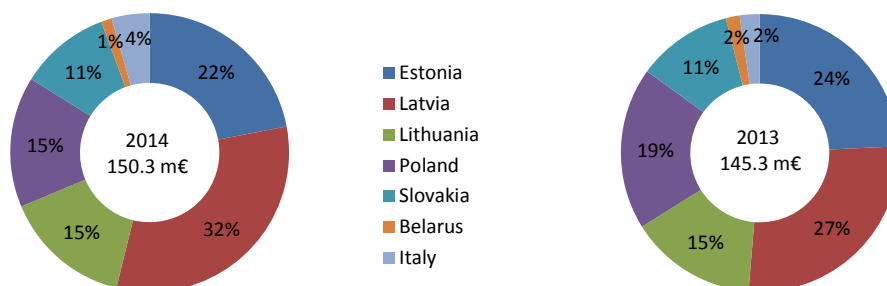 1%
4%
22%
32%
15%
15%
11%
2014
150.3 m€
Estonia
Latvia
Lithuania
Poland
Slovakia
Belarus
Italy
2%
2%
24%
27%
15%
19%
11%
2013
145.3 m€